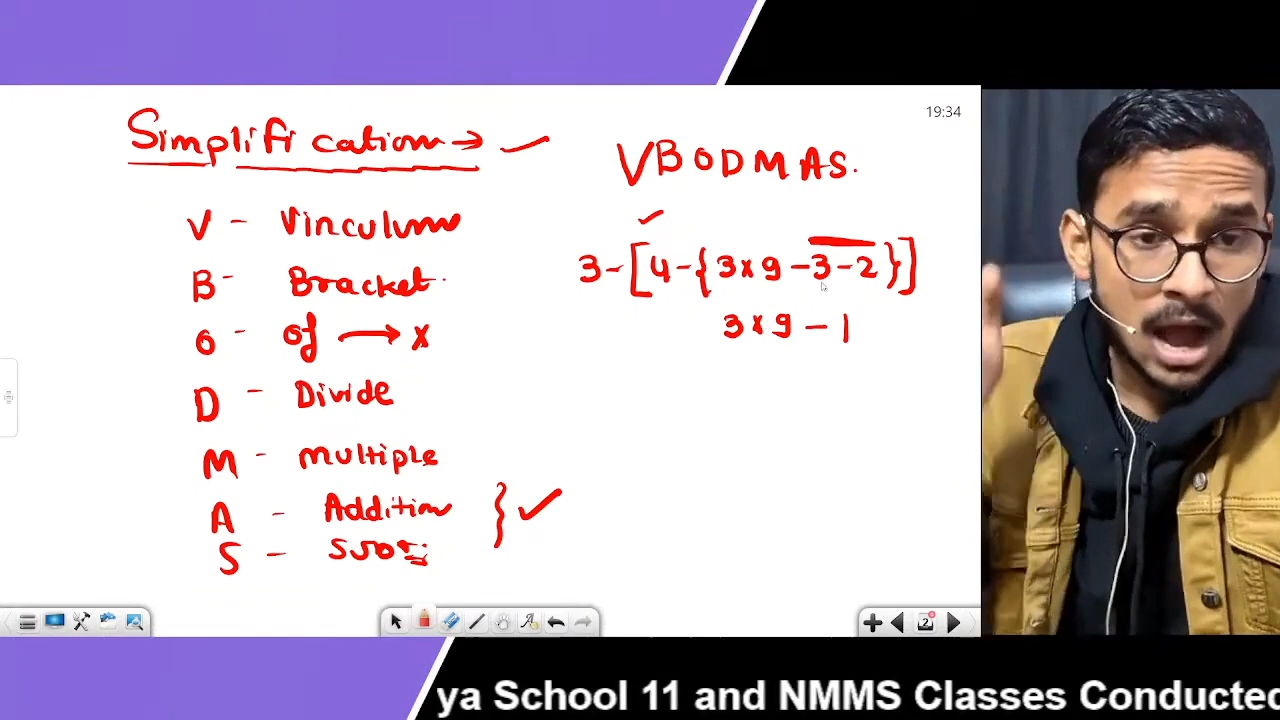 19:34
Simplification → ✓
VBODMAS.
V - Vinculum
B - Bracket.
O - of → x
D - Divide
M - multiple
A - Addition
S -
✓
3-[4-{3×9-3̅-̅2̅}]
3×9-1
2
ya School 11 and NMMS Classes Conducted